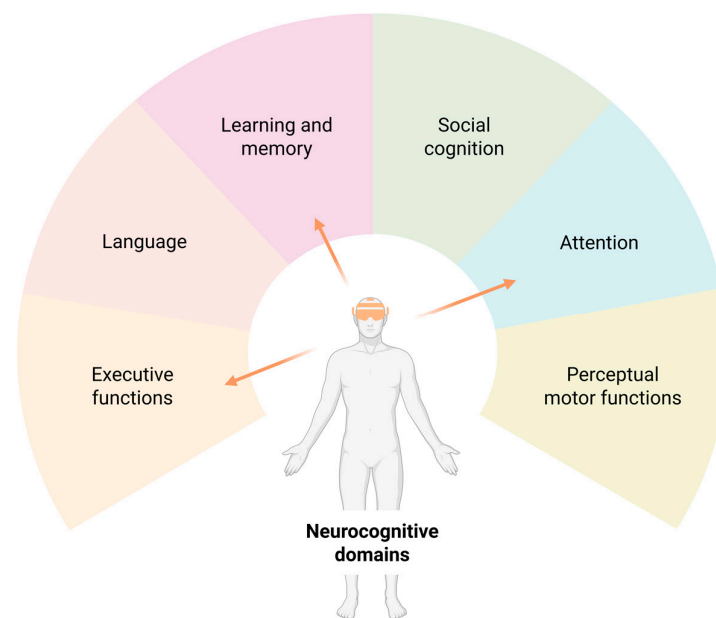 Learning and
memory
Social
cognition
Language
Attention
Executive
functions
Perceptual
motor functions
Neurocognitive
domains